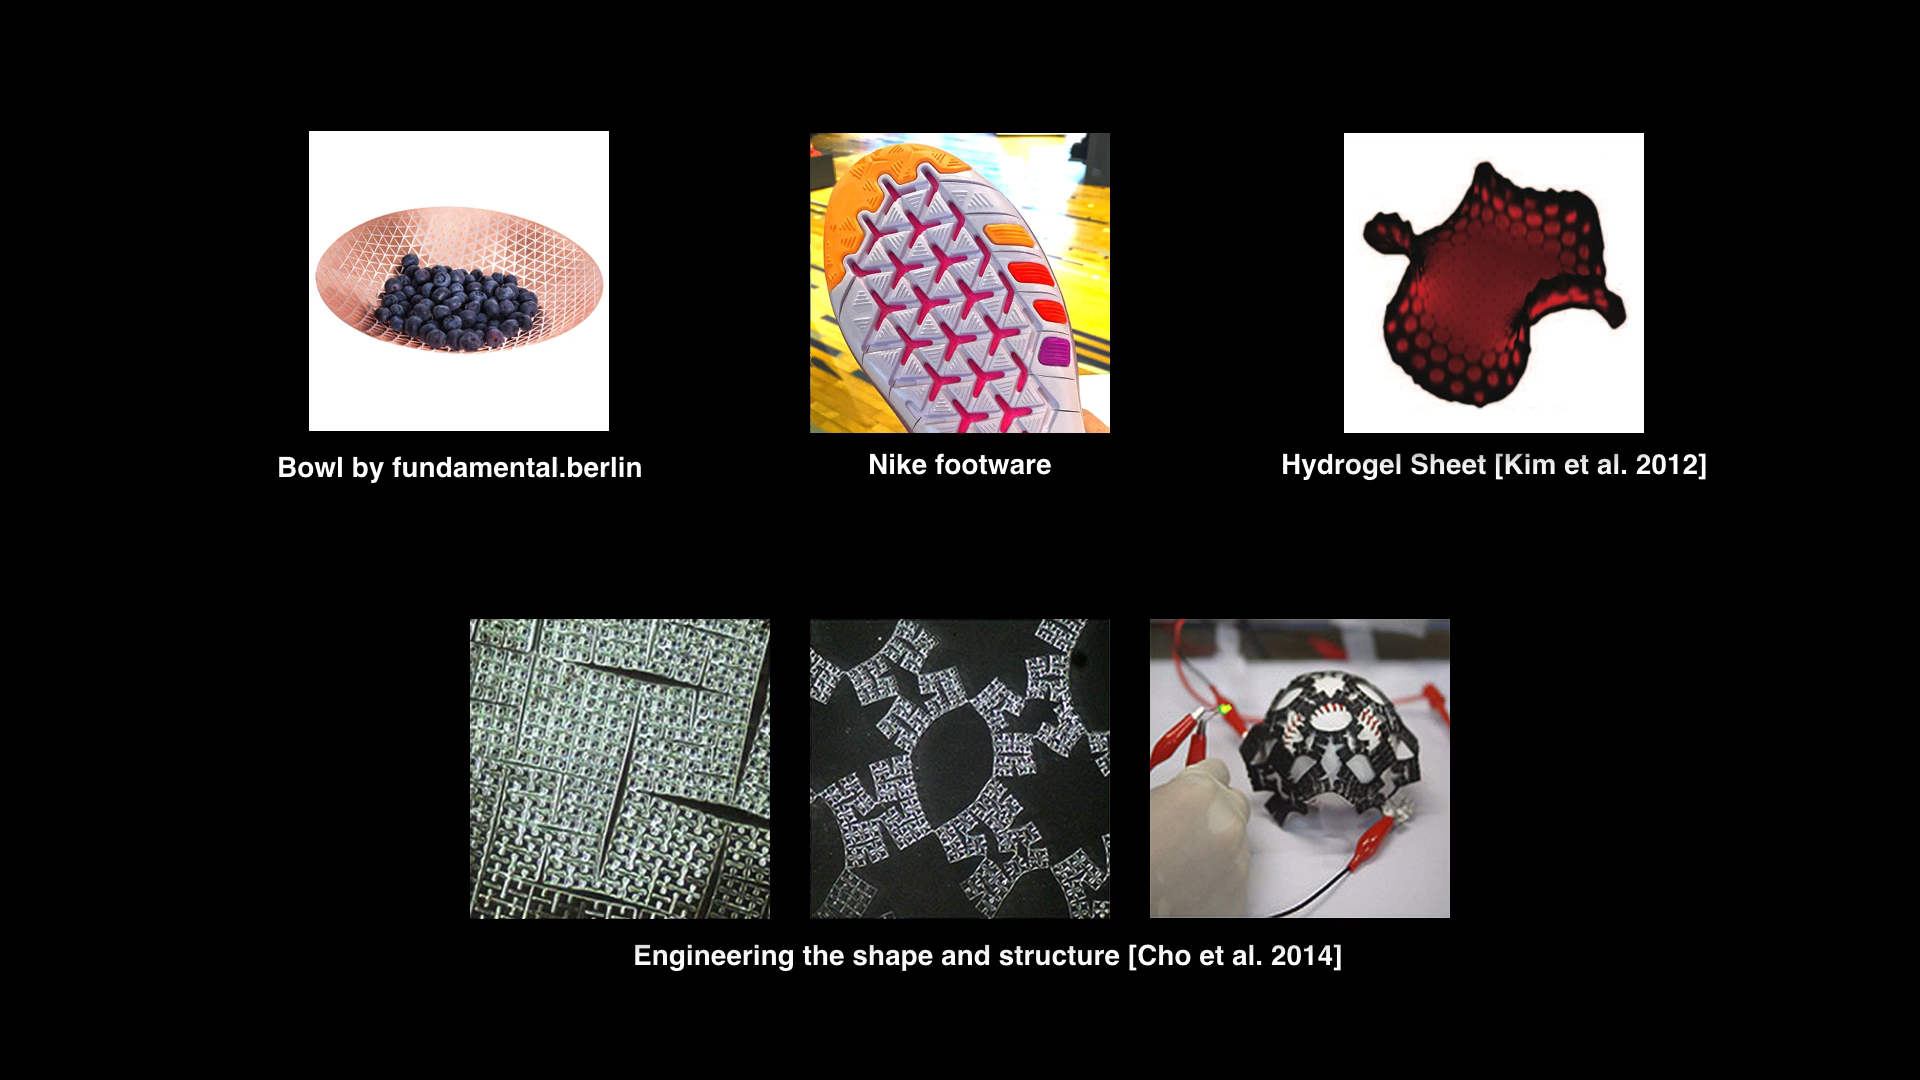 Bowl by fundamental.berlin
Nike footware
Hydrogel Sheet [Kim et al. 2012]
Engineering the shape and structure [Cho et al. 2014]